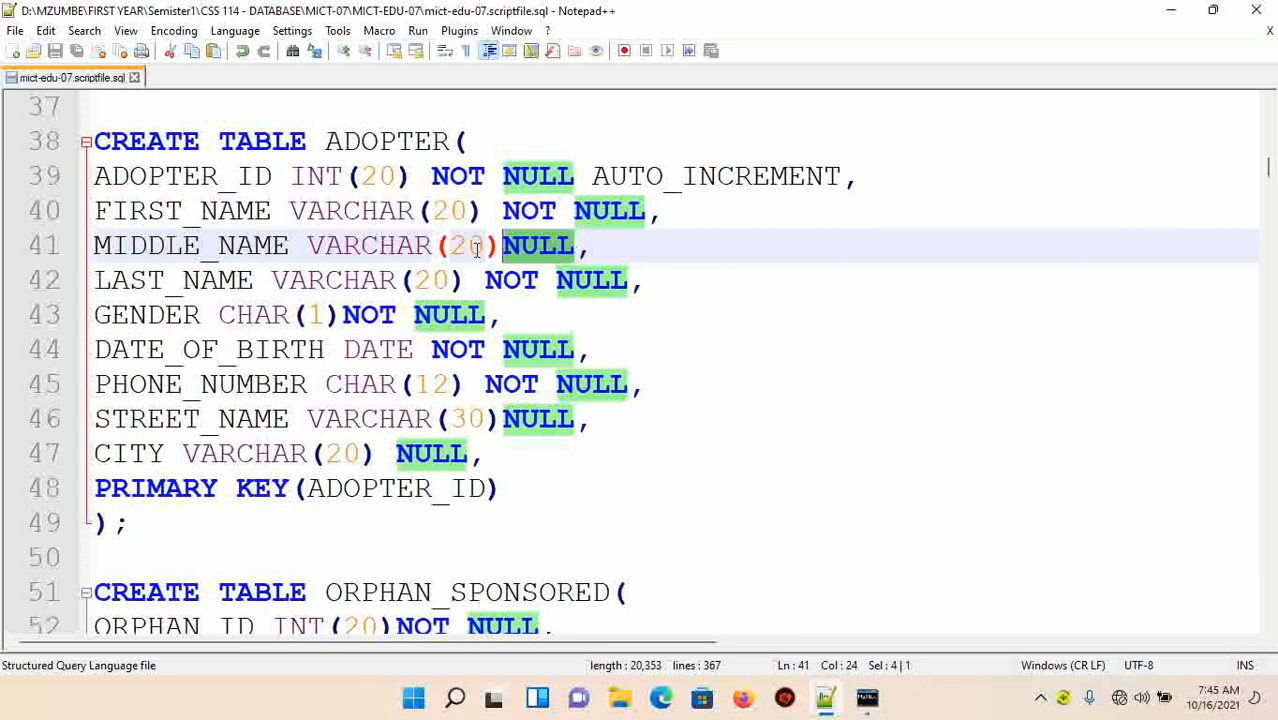 D:\MZUMBE\FIRST YEAR\Semister1\CSS 114 - DATABASE\MICT-07\MICT-EDU-07\mict-edu-07.scriptfile.sql - Notepad++
File Edit Search View Encoding Language Settings Tools Macro Run Plugins Window ? X
mict-edu-07.scriptfile.sql
37
38 CREATE TABLE ADOPTER(
39 ADOPTER_ID INT(20) NOT NULL AUTO_INCREMENT,
40 FIRST_NAME VARCHAR(20) NOT NULL,
41 MIDDLE_NAME VARCHAR(20)NULL,
42 LAST_NAME VARCHAR(20) NOT NULL,
43 GENDER CHAR(1)NOT NULL,
44 DATE_OF_BIRTH DATE NOT NULL,
45 PHONE_NUMBER CHAR(12) NOT NULL,
46 STREET_NAME VARCHAR(30)NULL,
47 CITY VARCHAR(20) NULL,
48 PRIMARY KEY(ADOPTER_ID)
49 );
50
51 CREATE TABLE ORPHAN_SPONSORED(
52 ORPHAN_ID INT(20)NOT NULL,
Structured Query Language file length : 20,353 lines : 367 Ln : 41 Col : 24 Sel : 4 | 1 Windows (CR LF) UTF-8 INS
7:45 AM
10/16/2021